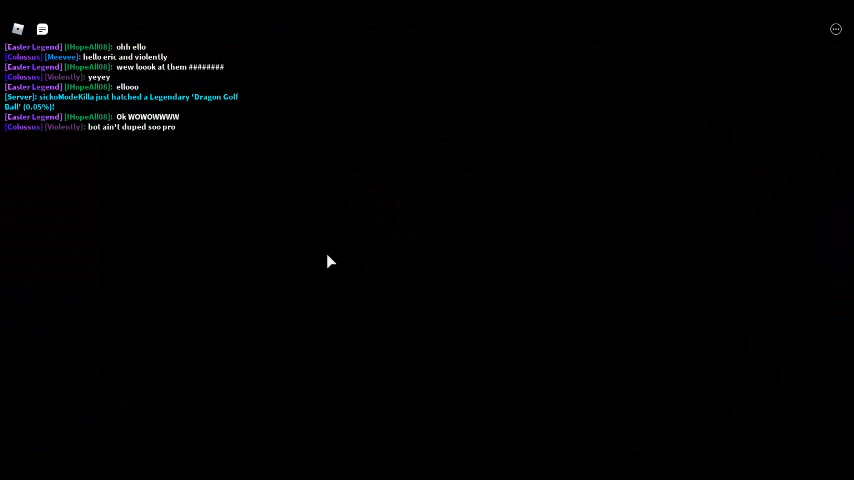 [Easter Legend] [IHopeAll08]: ohh ello
[Colossus] [Meevee]: hello eric and violently
[Easter Legend] [IHopeAll08]: wew loook at them ########
[Colossus] [Violently]: yeyey
[Easter Legend] [IHopeAll08]: ellooo
[Server]: sickoModeKilla just hatched a Legendary 'Dragon Golf
Ball' (0.05%)!
[Easter Legend] [IHopeAll08]: Ok WOWOWWWW
[Colossus] [Violently]: bot ain't duped soo pro